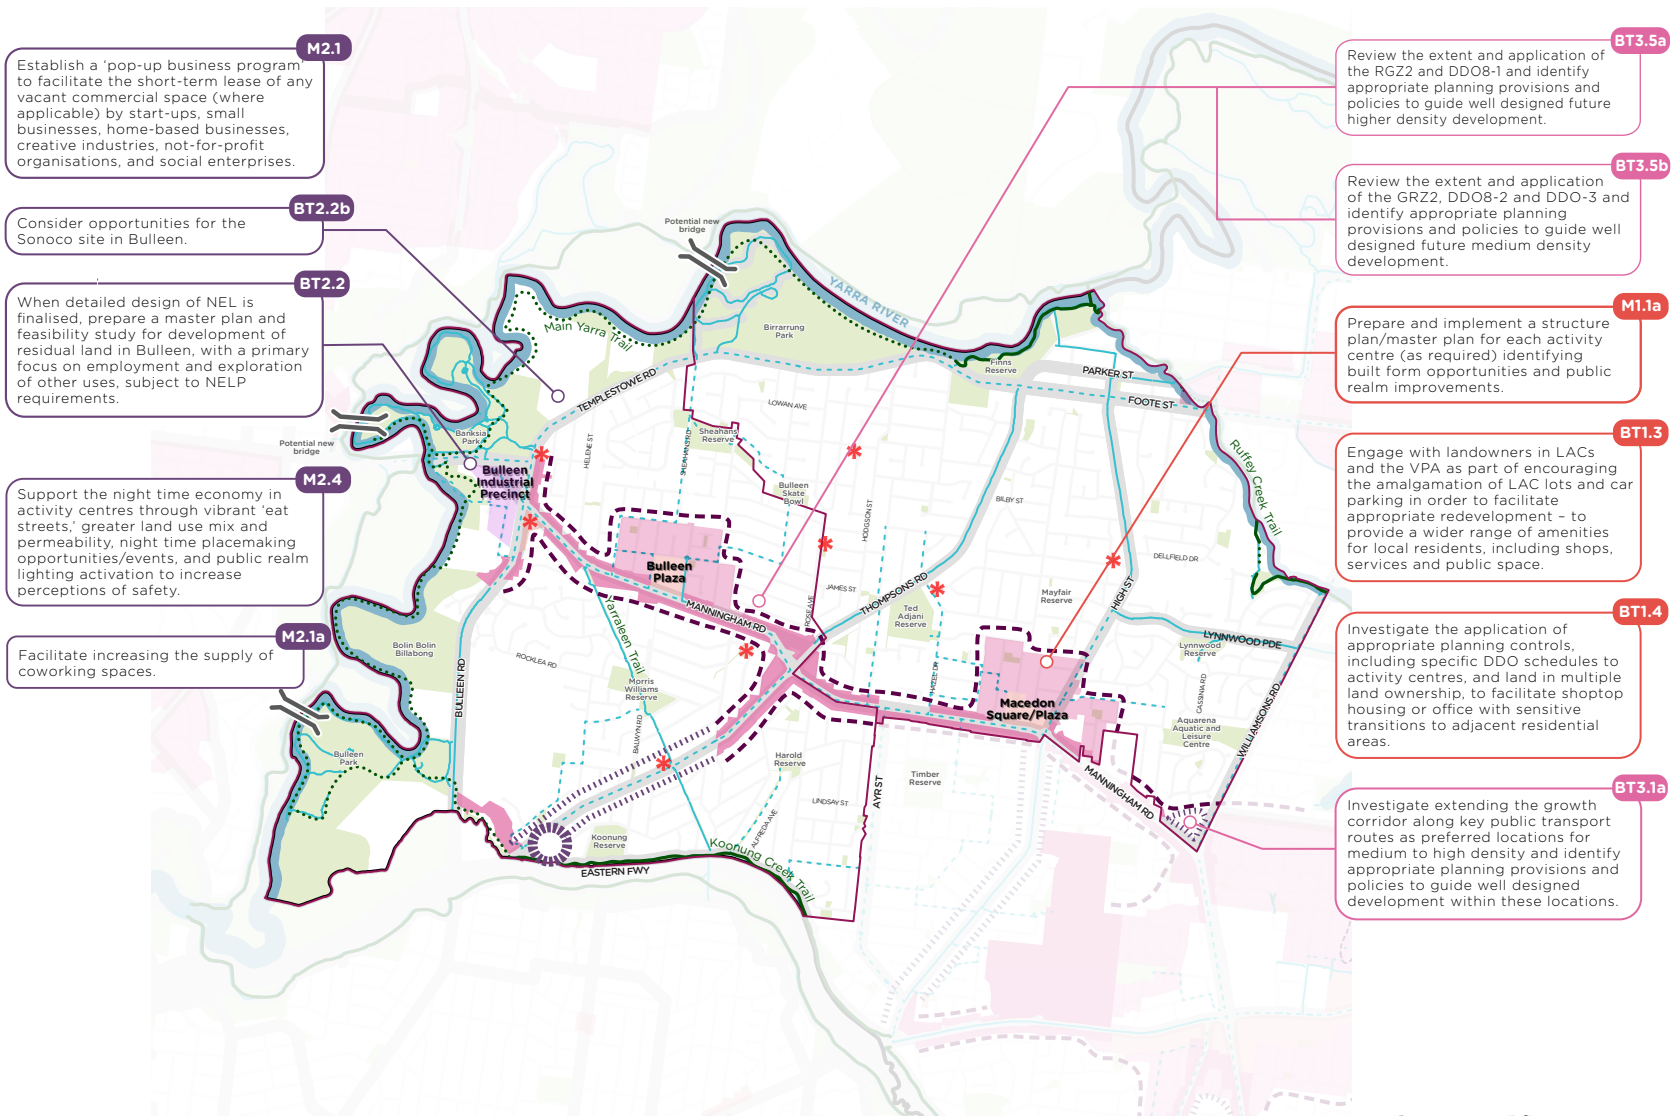 M2.1
Establish a ‘pop-up business program’
to facilitate the short-term lease of any
vacant commercial space (where
applicable) by start-ups, small
businesses, home-based businesses,
creative industries, not-for-profit
organisations, and social enterprises.
BT2.2b
Consider opportunities for the
Sonoco site in Bulleen.
BT2.2
When detailed design of NEL is
finalised, prepare a master plan and
feasibility study for development of
residual land in Bulleen, with a primary
focus on employment and exploration
of other uses, subject to NELP
requirements.
M2.4
Support the night time economy in
activity centres through vibrant ‘eat
streets,’ greater land use mix and
permeability, night time placemaking
opportunities/events, and public realm
lighting activation to increase
perceptions of safety.
M2.1a
Facilitate increasing the supply of
coworking spaces.
Potential new
bridge
YARRA RIVER
Main Yarra Trail
Birrarrung
Park
Finns
Reserve
PARKER ST
FOOTE ST
TEMPLESTOWE RD
LOWAN AVE
Sheahans
Reserve
HELENE ST
SHEAHANS RD
Banksia
Park
Potential new
bridge
Bulleen
Industrial
Precinct
Bulleen
Skate
Bowl
HODGSON ST
BILBY ST
Ruffey Creek Trail
DELLFIELD DR
Bulleen
Plaza
MANNINGHAM RD
JAMES ST
ROSE AVE
THOMPSONS RD
Ted
Adjani
Reserve
Mayfair
Reserve
HIGH ST
LYNNWOOD PDE
Lynnwood
Reserve
Yarraleen Trail
Bolin Bolin
Billabong
ROCKLEA RD
BULLEEN RD
Morris
Williams
Reserve
HAZEL DR
CASSINIA RD
WILLIAMSONS RD
Macedon
Square/Plaza
Aquarena
Aquatic and
Leisure
Centre
BALWYN RD
Bulleen
Park
Harold
Reserve
Timber
Reserve
AYR ST
MANNINGHAM RD
LINDSAY ST
ALFREDA AVE
Koonung
Reserve
Koonung Creek Trail
EASTERN FWY
BT3.5a
Review the extent and application of
the RGZ2 and DDO8-1 and identify
appropriate planning provisions and
policies to guide well designed future
higher density development.
BT3.5b
Review the extent and application
of the GRZ2, DDO8-2 and DDO-3 and
identify appropriate planning
provisions and policies to guide well
designed future medium density
development.
M1.1a
Prepare and implement a structure
plan/master plan for each activity
centre (as required) identifying
built form opportunities and public
realm improvements.
BT1.3
Engage with landowners in LACs
and the VPA as part of encouraging
the amalgamation of LAC lots and car
parking in order to facilitate
appropriate redevelopment – to
provide a wider range of amenities
for local residents, including shops,
services and public space.
BT1.4
Investigate the application of
appropriate planning controls,
including specific DDO schedules to
activity centres, and land in multiple
land ownership, to facilitate shoptop
housing or office with sensitive
transitions to adjacent residential
areas.
BT3.1a
Investigate extending the growth
corridor along key public transport
routes as preferred locations for
medium to high density and identify
appropriate planning provisions and
policies to guide well designed
development within these locations.